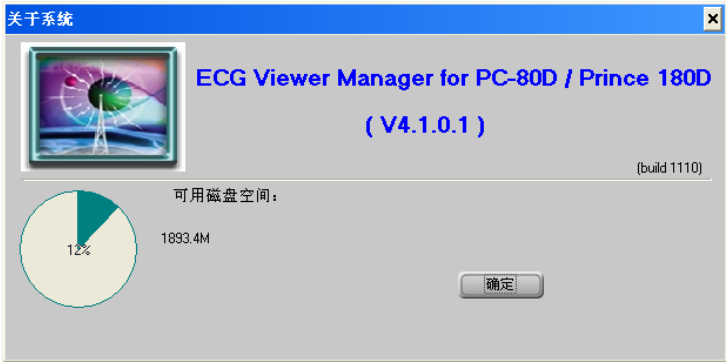 关于系统
ECG Viewer Manager for PC-80D / Prince 180D
( V4.1.0.1 )
(build 1110)
可用磁盘空间：
12%
1893.4M
确定